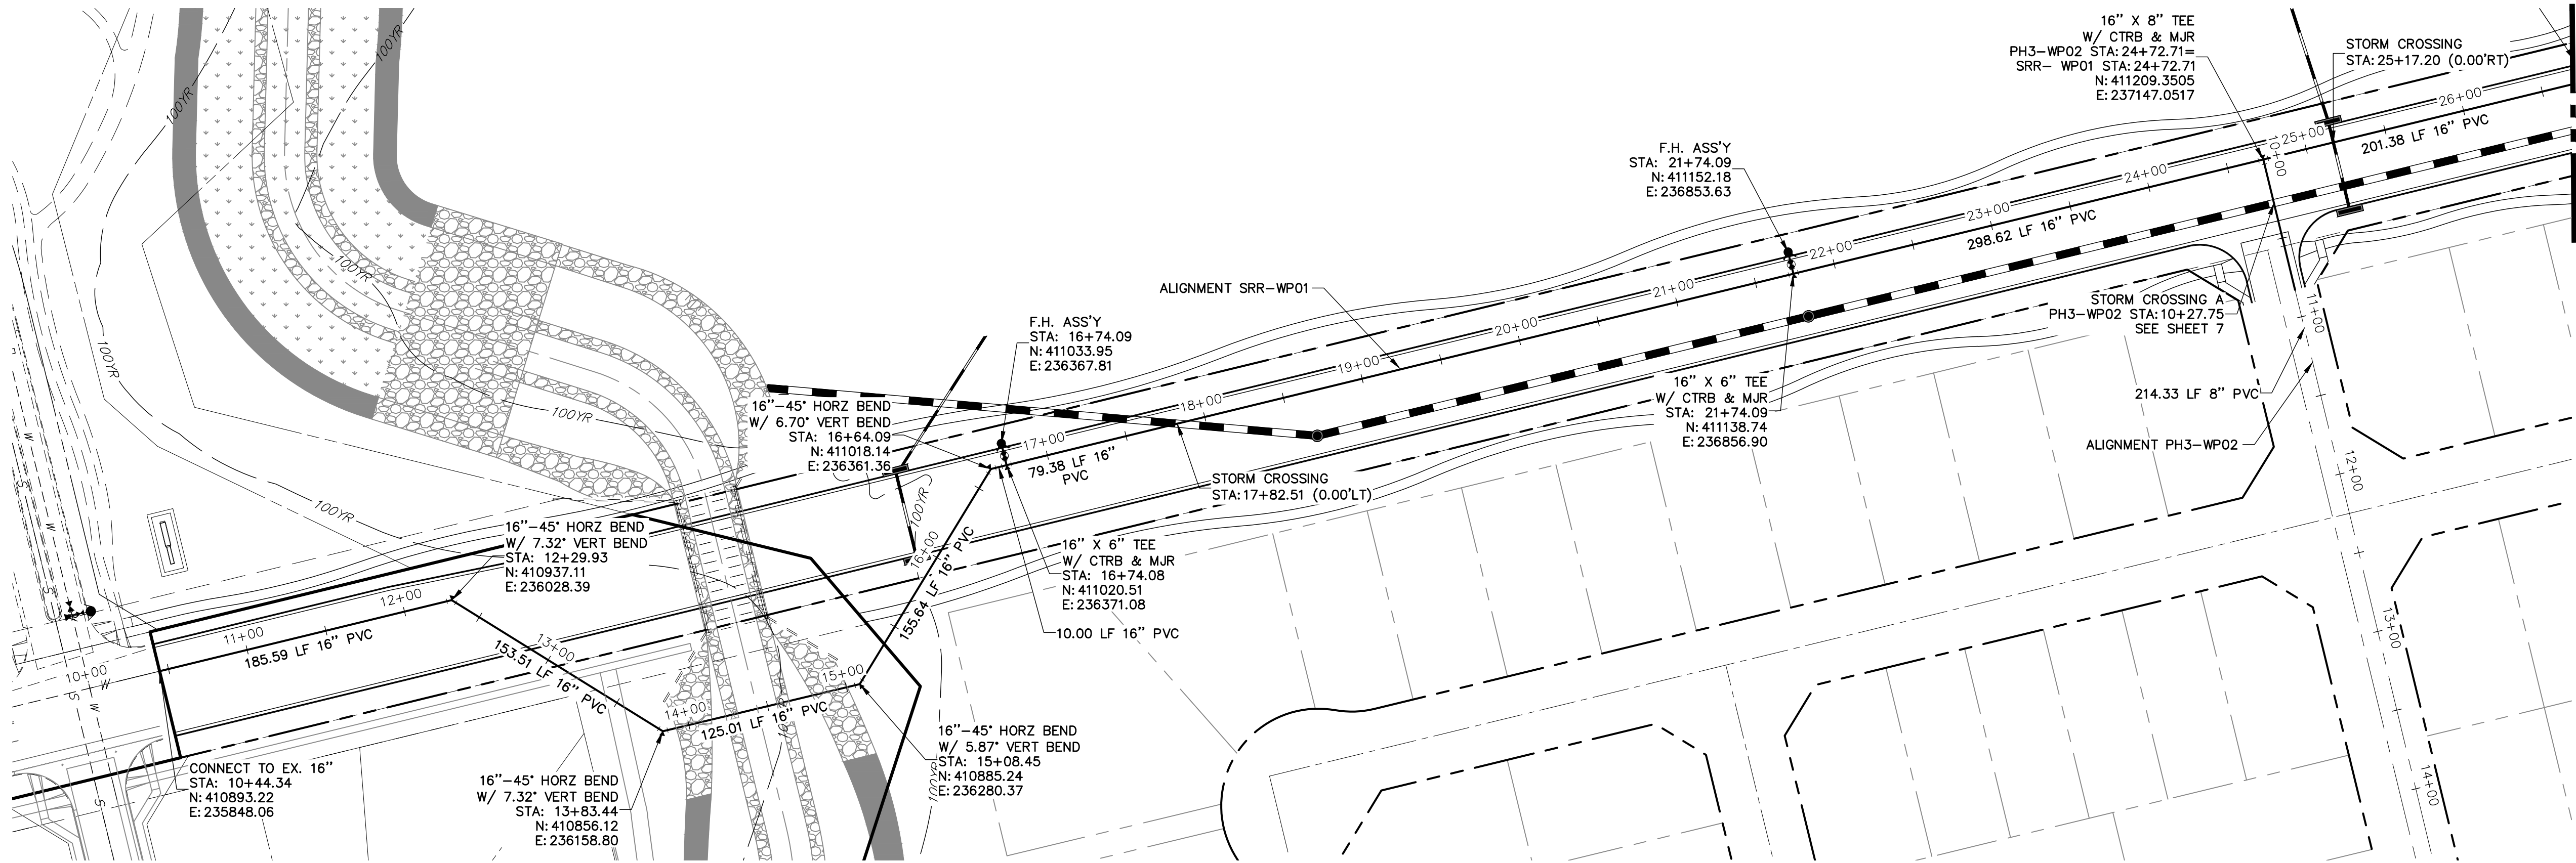 16" X 8" TEE
W/ CTRB & MJR
PH3-WP02 STA: 24+72.71=
SRR- WP01 STA: 24+72.71
N: 411209.3505
E: 237147.0517
STORM CROSSING
STA: 25+17.20 (0.00'RT)
F.H. ASS'Y
STA: 21+74.09
N: 411152.18
E: 236853.63
100YR
100YR
100YR
100YR
100YR
100YR
100YR
100YR
26+00
201.38 LF 16" PVC
25+00
10+00
24+00
23+00
298.62 LF 16" PVC
22+00
21+00
20+00
19+00
18+00
17+00
ALIGNMENT SRR-WP01
F.H. ASS'Y
STA: 16+74.09
N: 411033.95
E: 236367.81
16"-45° HORZ BEND
W/ 6.70° VERT BEND
STA: 16+64.09
N: 411018.14
E: 236361.36
79.38 LF 16"
PVC
STORM CROSSING
STA: 17+82.51 (0.00'LT)
16" X 6" TEE
W/ CTRB & MJR
STA: 21+74.09
N: 411138.74
E: 236856.90
STORM CROSSING A
PH3-WP02 STA: 10+27.75
SEE SHEET 7
11+00
214.33 LF 8" PVC
ALIGNMENT PH3-WP02
12+00
13+00
14+00
16"-45° HORZ BEND
W/ 7.32° VERT BEND
STA: 12+29.93
N: 410937.11
E: 236028.39
16" X 6" TEE
W/ CTRB & MJR
STA: 16+74.08
N: 411020.51
E: 236371.08
10.00 LF 16" PVC
16+00
155.64 LF 16" PVC
10+00
11+00
185.59 LF 16" PVC
12+00
13+00
153.51 LF 16" PVC
14+00
125.01 LF 16" PVC
15+00
16"-45° HORZ BEND
W/ 5.87° VERT BEND
STA: 15+08.45
N: 410885.24
E: 236280.37
CONNECT TO EX. 16"
STA: 10+44.34
N: 410893.22
E: 235848.06
16"-45° HORZ BEND
W/ 7.32° VERT BEND
STA: 13+83.44
N: 410856.12
E: 236158.80
W
W
S
S
W
S
S